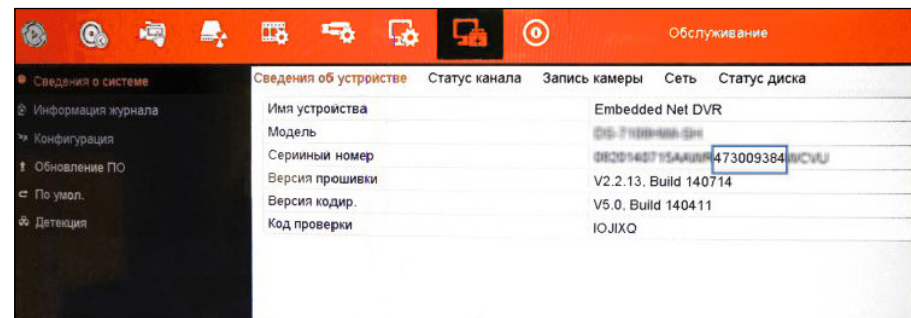 Обслуживание
Сведения о системе
Информация журнала
Конфигурация
Обновление ПО
По умол.
Детекция
Сведения об устройстве Статус канала Запись камеры Сеть Статус диска
Имя устройства Embedded Net DVR
Модель
Серийный номер 473009384
Версия прошивки V2.2.13, Build 140714
Версия кодир. V5.0, Build 140411
Код проверки IOJIXQ